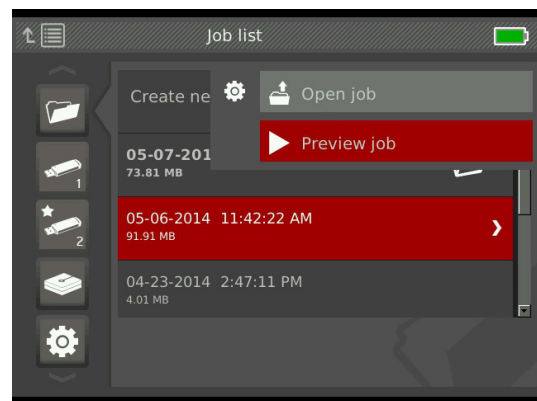 Job list
Create ne
Open job
Preview job
05-07-201
73.81 MB
1
05-06-2014 11:42:22 AM
91.91 MB
2
04-23-2014 2:47:11 PM
4.01 MB